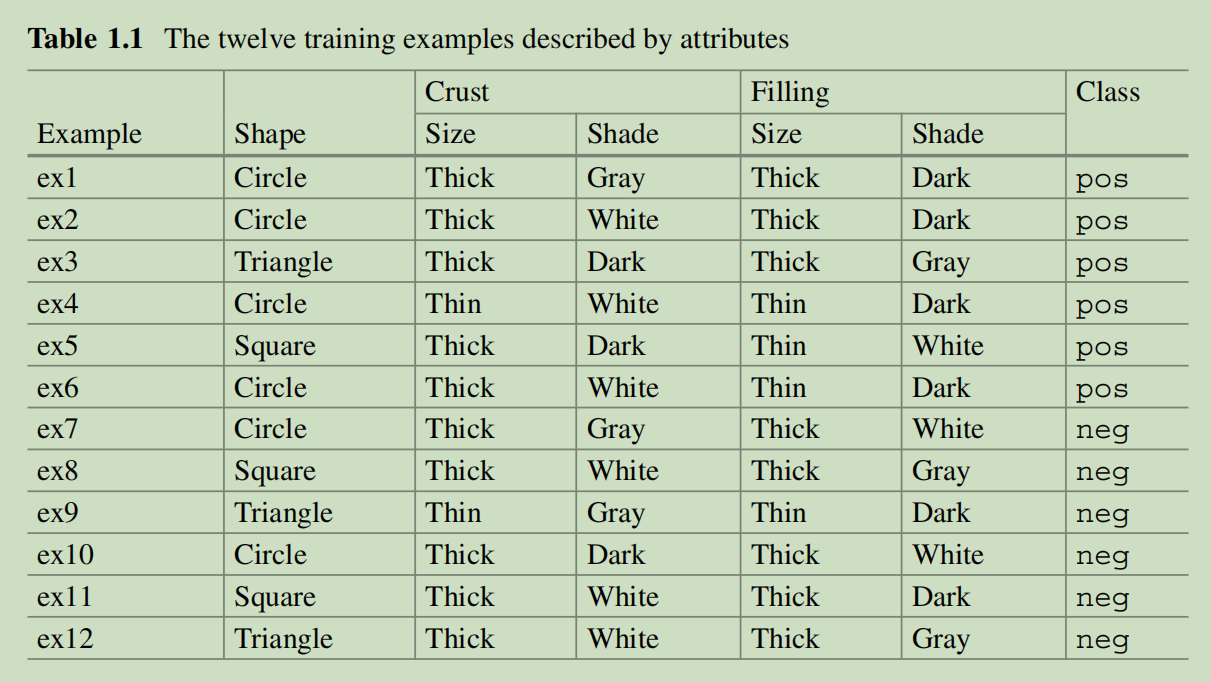 Table 1.1 The twelve training examples described by attributes
Crust Filling Class
Example Shape Size Shade Size Shade
ex1 Circle Thick Gray Thick Dark pos
ex2 Circle Thick White Thick Dark pos
ex3 Triangle Thick Dark Thick Gray pos
ex4 Circle Thin White Thin Dark pos
ex5 Square Thick Dark Thin White pos
ex6 Circle Thick White Thin Dark pos
ex7 Circle Thick Gray Thick White neg
ex8 Square Thick White Thick Gray neg
ex9 Triangle Thin Gray Thin Dark neg
ex10 Circle Thick Dark Thick White neg
ex11 Square Thick White Thick Dark neg
ex12 Triangle Thick White Thick Gray neg